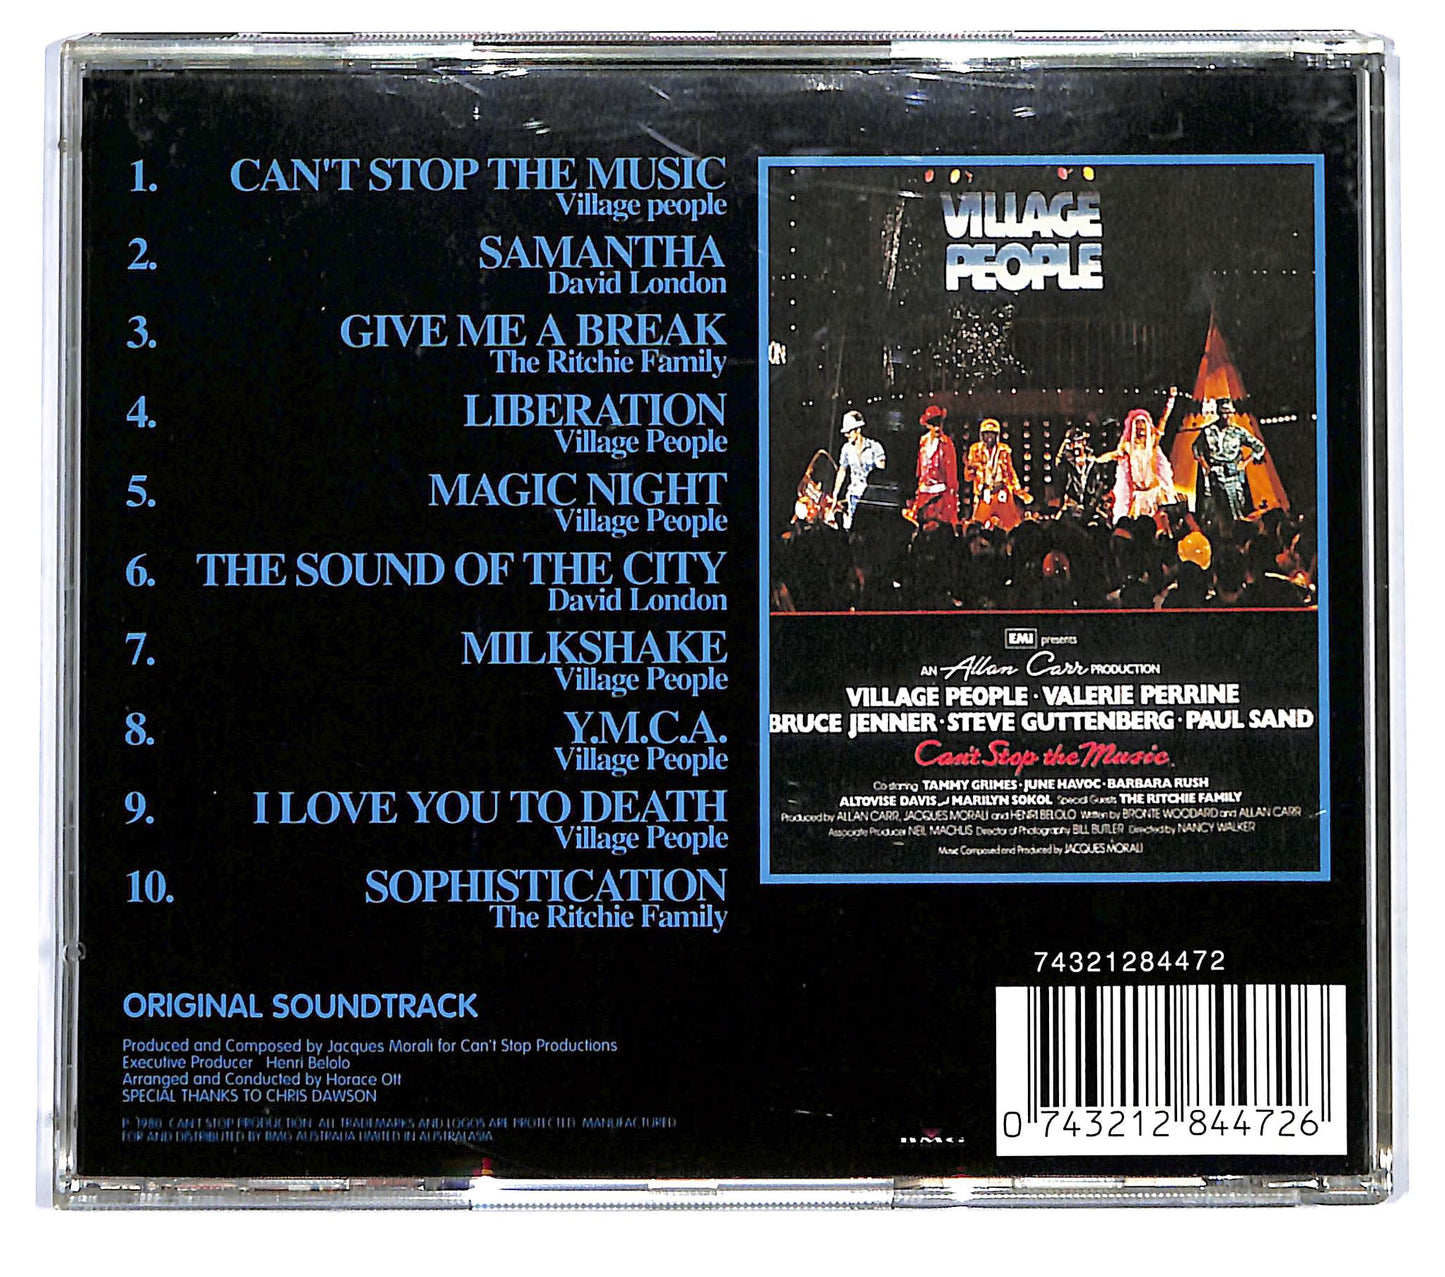 1. CAN'T STOP THE MUSIC
Village people
2. SAMANTHA
David London
3. GIVE ME A BREAK
The Ritchie Family
4. LIBERATION
Village People
5. MAGIC NIGHT
Village People
6. THE SOUND OF THE CITY
David London
7. MILKSHAKE
Village People
8. Y.M.C.A.
Village People
9. I LOVE YOU TO DEATH
Village People
10. SOPHISTICATION
The Ritchie Family
ORIGINAL SOUNDTRACK
Produced and Composed by Jacques Morali for Can't Stop Productions
Executive Producer Henri Belolo
Arranged and Conducted by Horace Ott
SPECIAL THANKS TO CHRIS DAWSON
P. 1980 CAN'T STOP PRODUCTION. ALL TRADEMARKS AND LOGOS ARE PROTECTED. MANUFACTURED
FOR AND DISTRIBUTED BY BMG AUSTRALIA LIMITED IN AUSTRALASIA
VILLAGE
PEOPLE
ON
EMI presents
AN Allan Carr PRODUCTION
VILLAGE PEOPLE · VALERIE PERRINE
BRUCE JENNER · STEVE GUTTENBERG · PAUL SAND
Can't Stop the Music
Co-starring TAMMY GRIMES · JUNE HAVOC · BARBARA RUSH
ALTOVISE DAVIS and MARILYN SOKOL Special Guests THE RITCHIE FAMILY
Produced by ALLAN CARR, JACQUES MORALI and HENRI BELOLO Written by BRONTE WOODARD and ALLAN CARR
Associate Producer NEIL MACHLIS Director of Photography BILL BUTLER Directed by NANCY WALKER
Music Composed and Produced by JACQUES MORALI
74321284472
BMG
0 743212 844726